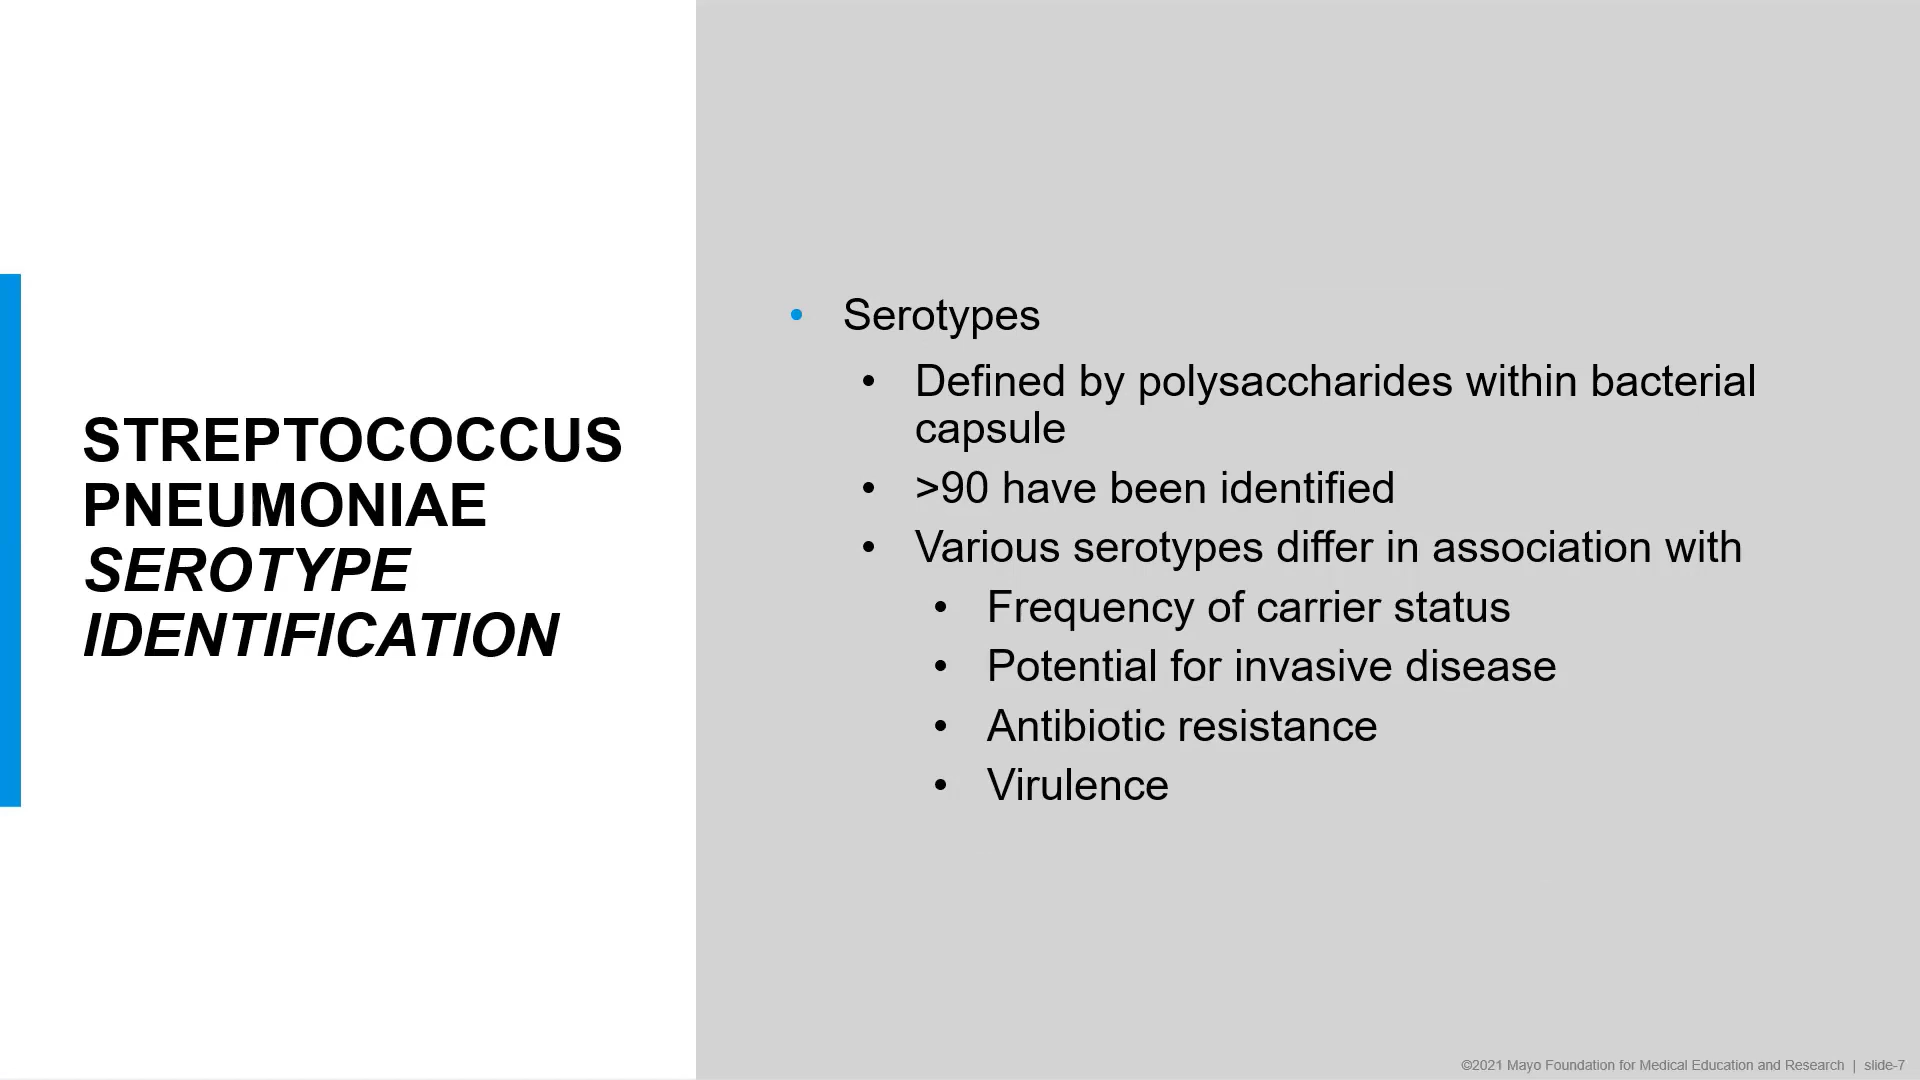 STREPTOCOCCUS
PNEUMONIAE
SEROTYPE
IDENTIFICATION
• Serotypes
• Defined by polysaccharides within bacterial
capsule
• >90 have been identified
• Various serotypes differ in association with
• Frequency of carrier status
• Potential for invasive disease
• Antibiotic resistance
• Virulence
©2021 Mayo Foundation for Medical Education and Research | slide-7